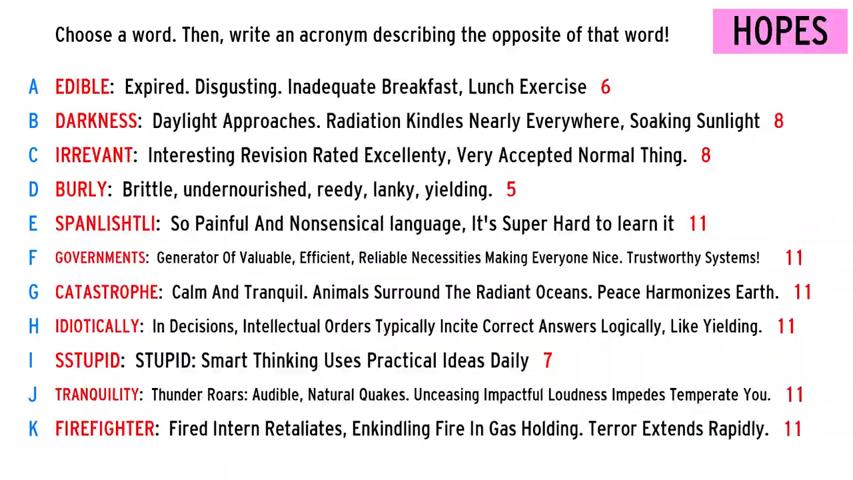 Choose a word. Then, write an acronym describing the opposite of that word!
HOPES
A EDIBLE: Expired. Disgusting. Inadequate Breakfast, Lunch Exercise 6
B DARKNESS: Daylight Approaches. Radiation Kindles Nearly Everywhere, Soaking Sunlight 8
C IRREVANT: Interesting Revision Rated Excellenty, Very Accepted Normal Thing. 8
D BURLY: Brittle, undernourished, reedy, lanky, yielding. 5
E SPANLISHTLI: So Painful And Nonsensical language, It's Super Hard to learn it 11
F GOVERNMENTS: Generator Of Valuable, Efficient, Reliable Necessities Making Everyone Nice. Trustworthy Systems! 11
G CATASTROPHE: Calm And Tranquil. Animals Surround The Radiant Oceans. Peace Harmonizes Earth. 11
H IDIOTICALLY: In Decisions, Intellectual Orders Typically Incite Correct Answers Logically, Like Yielding. 11
I SSTUPID: STUPID: Smart Thinking Uses Practical Ideas Daily 7
J TRANQUILITY: Thunder Roars: Audible, Natural Quakes. Unceasing Impactful Loudness Impedes Temperate You. 11
K FIREFIGHTER: Fired Intern Retaliates, Enkindling Fire In Gas Holding. Terror Extends Rapidly. 11